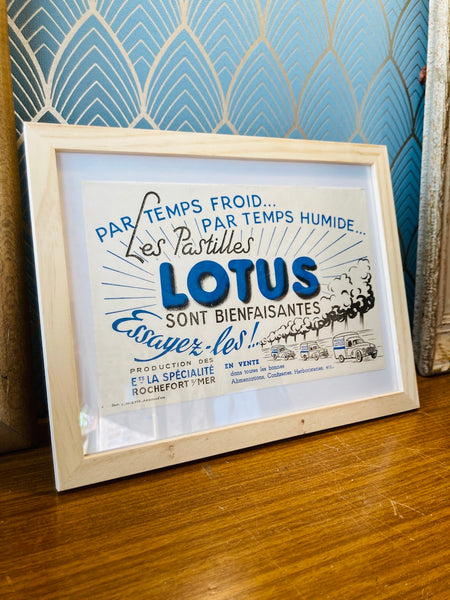 PAR TEMPS FROID...
PAR TEMPS HUMIDE...
Les Pastilles
LOTUS
SONT BIENFAISANTES
Essayez-les!..
PRODUCTION DES
Ets LA SPÉCIALITÉ
ROCHEFORT S/MER
EN VENTE
dans toutes les bonnes
Alimentations, Confiseries, Herboristeries, etc..